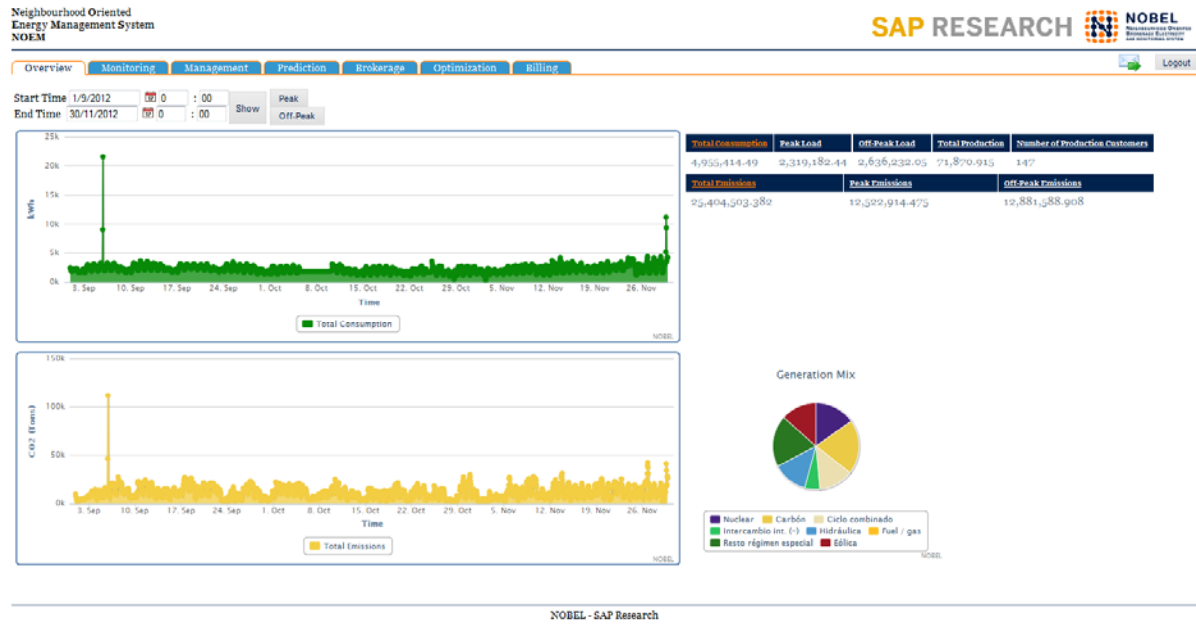 Neighbourhood Oriented
Energy Management System
NOEM
SAP RESEARCH
NOBEL
Neighbourhood Oriented
Brokerage Electricity
and Monitoring System
Overview Monitoring Management Prediction Brokerage Optimization Billing
Logout
Start Time 1/9/2012 0 : 00
End Time 30/11/2012 0 : 00
Show
Peak
Off-Peak
25k
20k
15k
10k
5k
0k
kWh
3. Sep 10. Sep 17. Sep 24. Sep 1. Oct 8. Oct 15. Oct 22. Oct 29. Oct 5. Nov 12. Nov 19. Nov 26. Nov
Time
Total Consumption
NOBEL
Total Consumption Peak Load Off-Peak Load Total Production Number of Production Customers
4,955,414.49 2,319,182.44 2,636,232.05 71,870.915 147
Total Emissions Peak Emissions Off-Peak Emissions
25,404,503.382 12,522,914.475 12,881,588.908
150k
100k
50k
0k
CO2 (Tons)
3. Sep 10. Sep 17. Sep 24. Sep 1. Oct 8. Oct 15. Oct 22. Oct 29. Oct 5. Nov 12. Nov 19. Nov 26. Nov
Time
Total Emissions
NOBEL
Generation Mix
Nuclear Carbón Ciclo combinado
Intercambio int. (-) Hidráulica Fuel / gas
Resto régimen especial Eólica
NOBEL
NOBEL - SAP Research